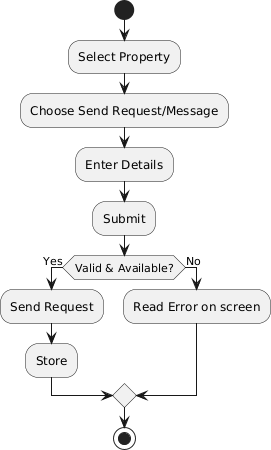 Select Property
Choose Send Request/Message
Enter Details
Submit
Valid & Available?
Yes
No
Send Request
Read Error on screen
Store